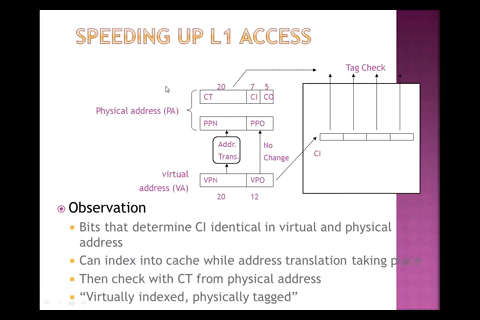 SPEEDING UP L1 ACCESS
Tag Check
20 7 5
CT CI CO
Physical address (PA)
PPN PPO
Addr. Trans.
No Change
CI
virtual address (VA)
VPN VPO
20 12
Observation
Bits that determine CI identical in virtual and physical
address
Can index into cache while address translation taking place
Then check with CT from physical address
“Virtually indexed, physically tagged”